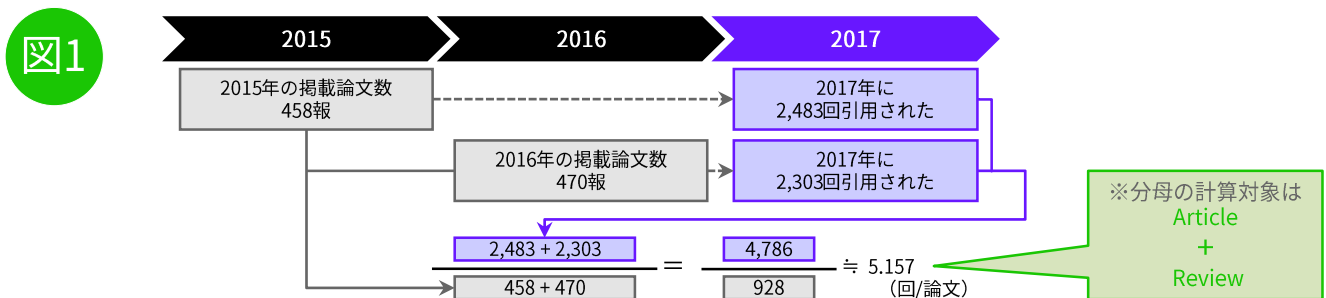 図1
2015
2016
2017
2015年の掲載論文数
458報
2017年に
2,483回引用された
2016年の掲載論文数
470報
2017年に
2,303回引用された
2,483 + 2,303
458 + 470
=
4,786
928
≒ 5.157
（回/論文）
※分母の計算対象は
Article
+
Review